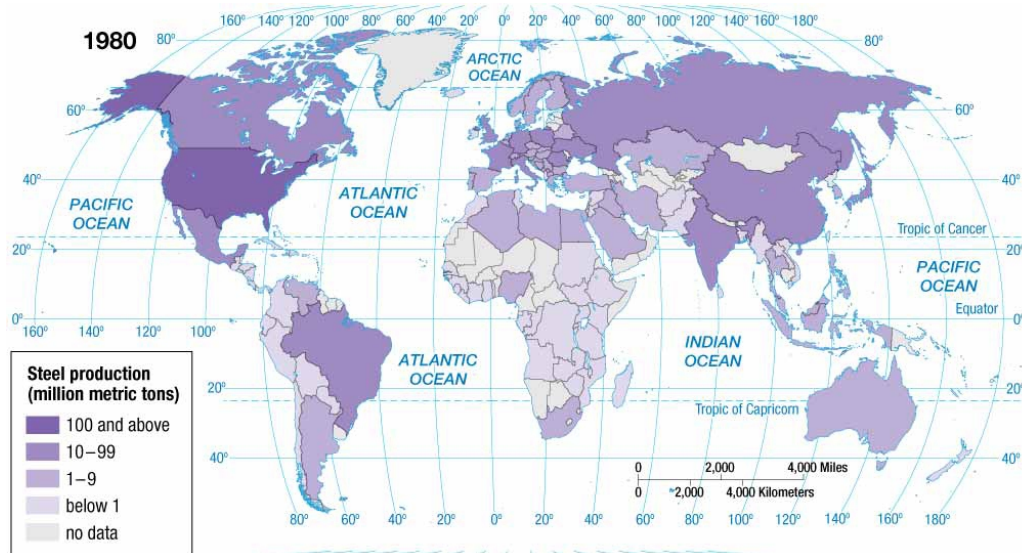 1980
160° 140° 120° 100° 80° 60° 40° 20° 0° 20° 40° 60° 80° 100° 120° 140° 160° 180°
80°
80°
ARCTIC
OCEAN
60°
60°
40°
40°
PACIFIC
OCEAN
ATLANTIC
OCEAN
20°
20°
Tropic of Cancer
PACIFIC
OCEAN
Equator
0°
0°
160° 140° 120° 100°
INDIAN
OCEAN
ATLANTIC
OCEAN
20°
20°
Tropic of Capricorn
40°
40°
0 2,000 4,000 Miles
0 2,000 4,000 Kilometers
80° 60° 40° 20° 0° 20° 40° 60° 80° 100° 120° 140° 160° 180°
Steel production
(million metric tons)
100 and above
10–99
1–9
below 1
no data